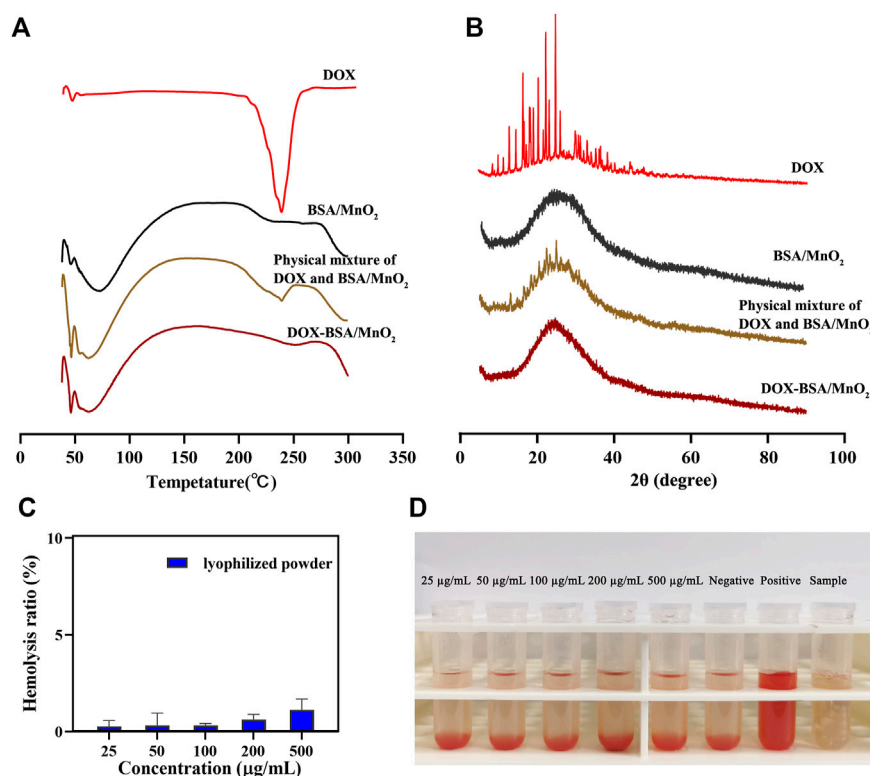 A
DOX
BSA/MnO₂
Physical mixture of
DOX and BSA/MnO₂
DOX-BSA/MnO₂
0 50 100 150 200 250 300 350
Tempetature(℃)
B
DOX
BSA/MnO₂
Physical mixture of
DOX and BSA/MnO₂
DOX-BSA/MnO₂
0 20 40 60 80 100
2θ (degree)
C
10
5
0
Hemolysis ratio (%)
lyophilized powder
25 50 100 200 500
Concentration (μg/mL)
D
25 μg/mL 50 μg/mL 100 μg/mL 200 μg/mL 500 μg/mL Negative Positive Sample